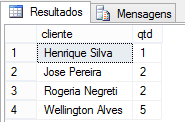 Resultados Mensagens
cliente qtd
1 Henrique Silva 1
2 Jose Pereira 2
3 Rogeria Negreti 2
4 Wellington Alves 5